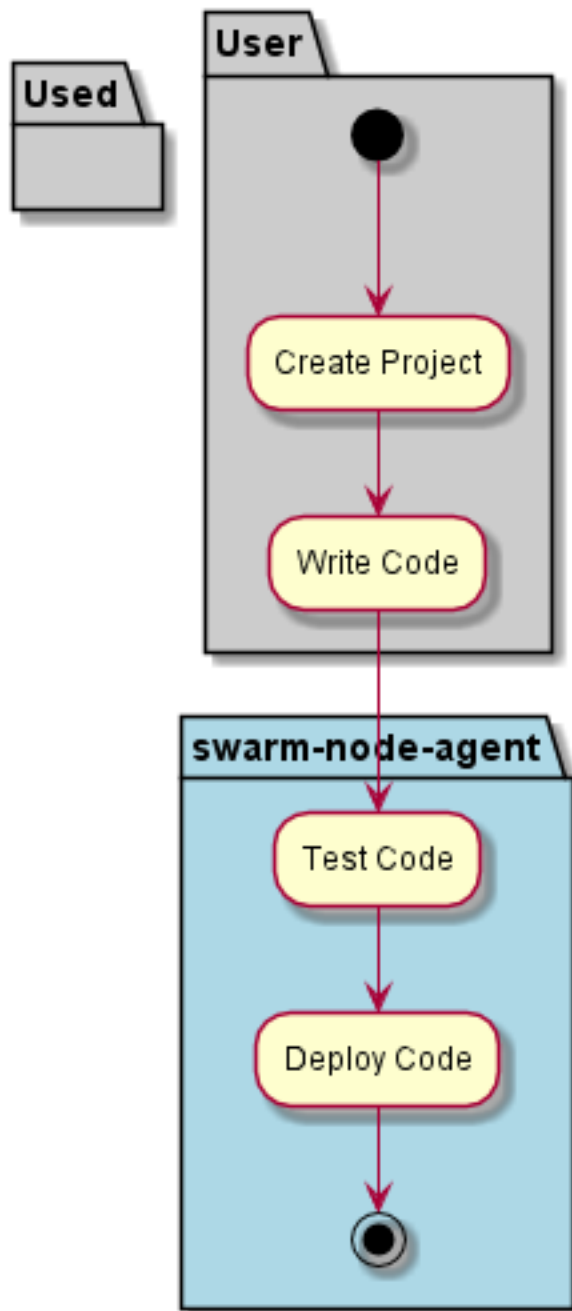 User
Used
Create Project
Write Code
swarm-node-agent
Test Code
Deploy Code